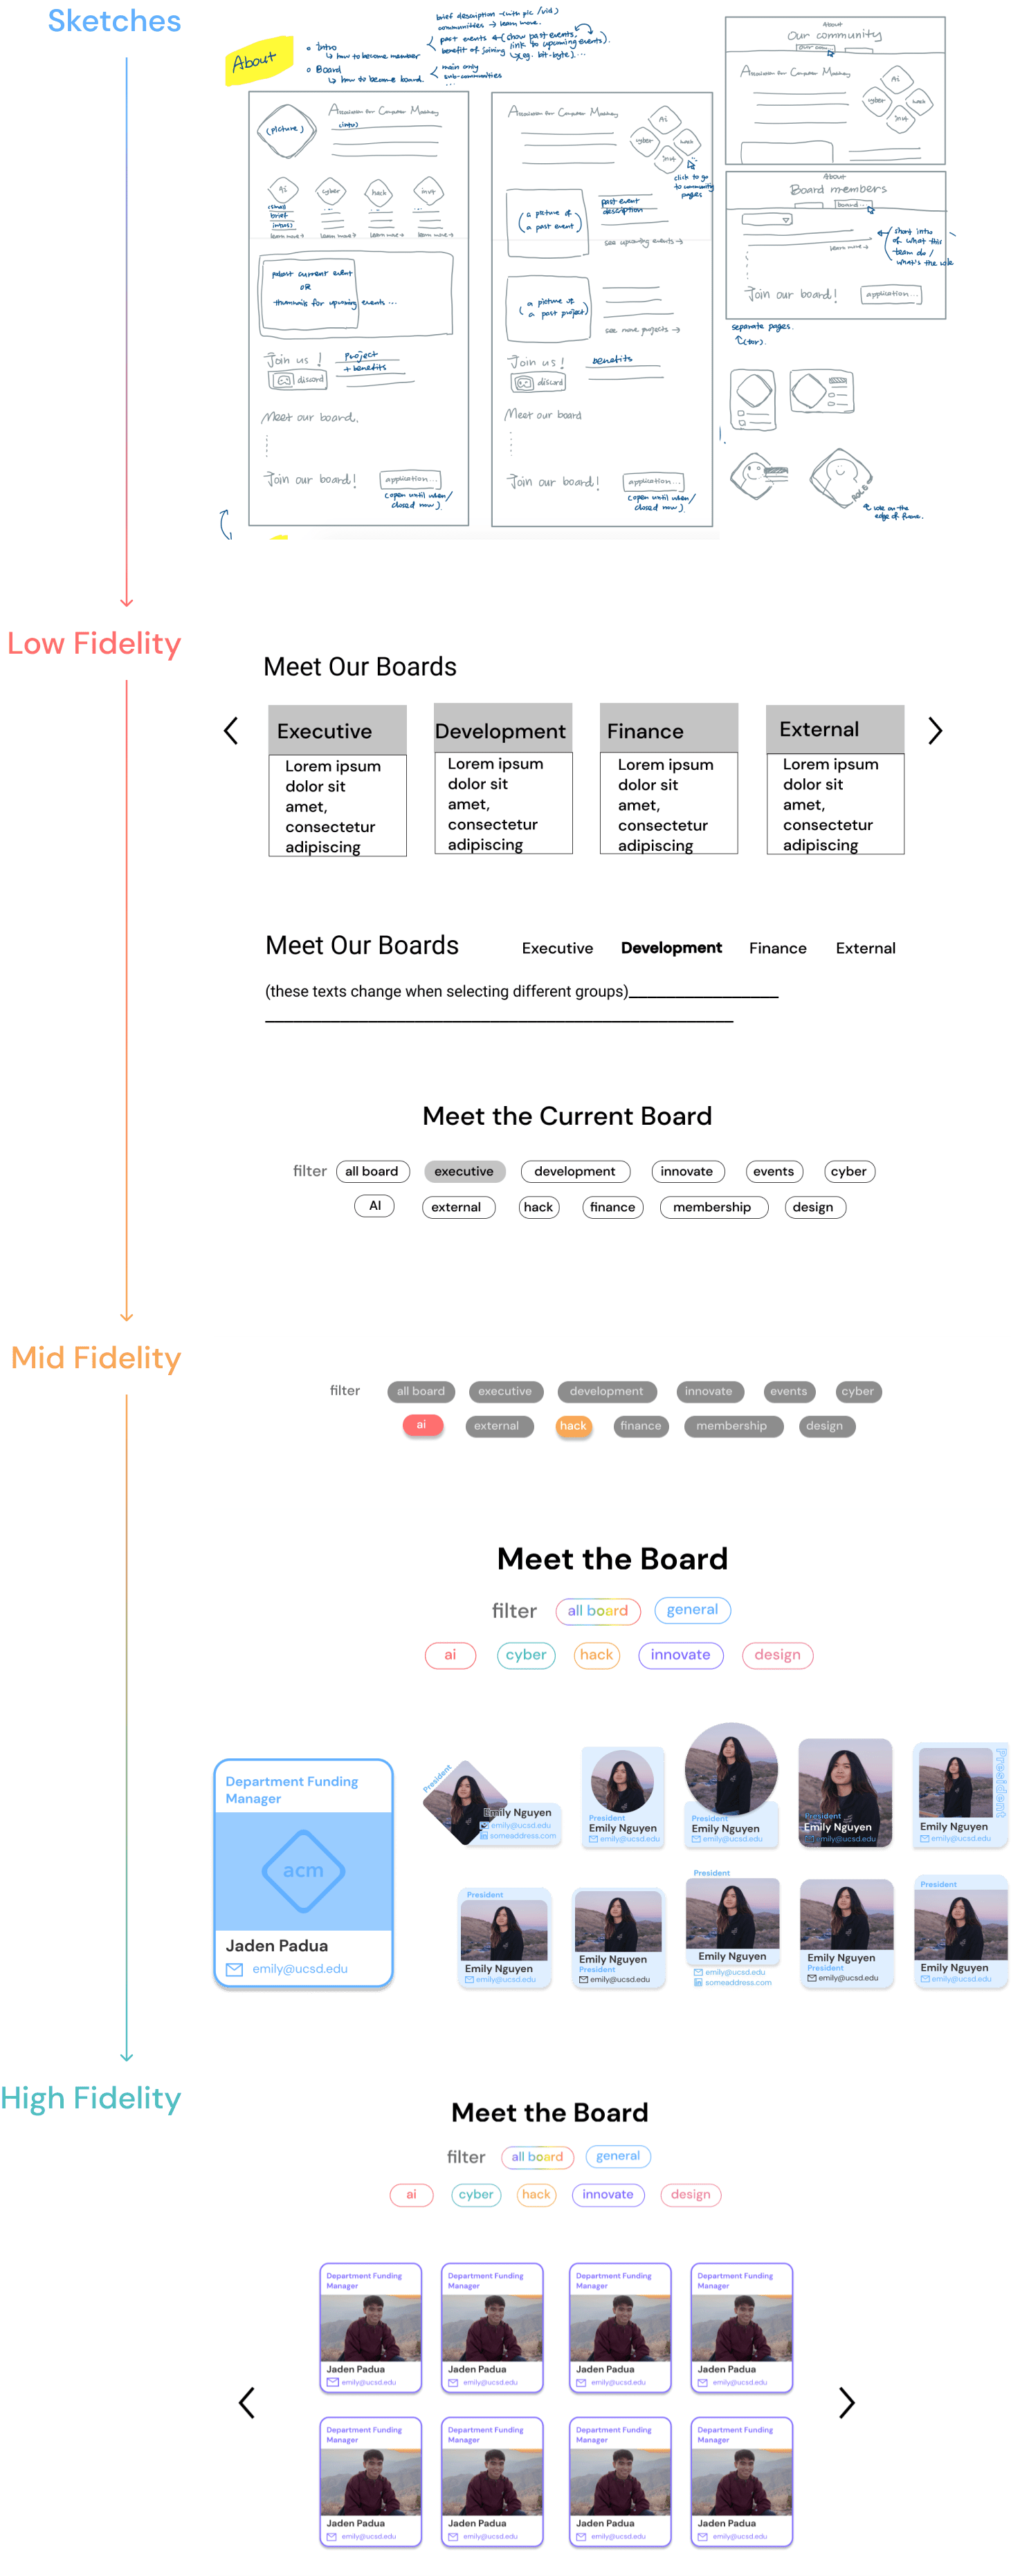 Sketches
About
Intro
how to become member
Board
how to become board.
brief description -(with pic /vid)
communities → learn more.
past events ← (show past events,
link to upcoming events).
benefit of joining
(eg. bit-byte)...
main only
sub-communities
...
(picture)
Association for Computer Machinery
(intro)
ai
cyber
hack
invt
(small
brief
intros)
learn more→
learn more→
learn more→
learn more→
current event
OR
thumbnails for upcoming events ...
Join us !
Project
+ benefits
discord
Meet our board.
Join our board!
application...
(open until when/
closed now)
Association for Computer Machinery
Ai
cyber
hack
invt
click to go
to community
pages
(a picture of
a past event)
past event
description
see upcoming events →
(a picture of
a past project)
see more projects →
Join us !
benefits
discord
Meet our board
Join our board!
application...
(open until when/
closed now)
About
Our community
our com..
Association for Computer Machinery
Ai
cyber
hack
invt
About
Board members
board...
(short intro
of what this
team do /
what's the role
learn more→
Join our board!
application...
separate pages.
(for).
ROLE
role on the
edge of frame.
Low Fidelity
Meet Our Boards
Executive
Development
Finance
External
Lorem ipsum
dolor sit
amet,
consectetur
adipiscing
Lorem ipsum
dolor sit
amet,
consectetur
adipiscing
Lorem ipsum
dolor sit
amet,
consectetur
adipiscing
Lorem ipsum
dolor sit
amet,
consectetur
adipiscing
Meet Our Boards
Executive Development Finance External
(these texts change when selecting different groups)
Meet the Current Board
filter all board executive development innovate events cyber
AI external hack finance membership design
Mid Fidelity
filter all board executive development innovate events cyber
ai external hack finance membership design
Meet the Board
filter all board general
ai cyber hack innovate design
Department Funding
Manager
acm
Jaden Padua
emily@ucsd.edu
President
Emily Nguyen
emily@ucsd.edu
someaddress.com
President
Emily Nguyen
emily@ucsd.edu
President
Emily Nguyen
emily@ucsd.edu
President
Emily Nguyen
emily@ucsd.edu
President
Emily Nguyen
emily@ucsd.edu
President
Emily Nguyen
emily@ucsd.edu
Emily Nguyen
President
emily@ucsd.edu
President
Emily Nguyen
emily@ucsd.edu
someaddress.com
Emily Nguyen
President
emily@ucsd.edu
President
Emily Nguyen
emily@ucsd.edu
High Fidelity
Meet the Board
filter all board general
ai cyber hack innovate design
Department Funding
Manager
Jaden Padua
emily@ucsd.edu
Department Funding
Manager
Jaden Padua
emily@ucsd.edu
Department Funding
Manager
Jaden Padua
emily@ucsd.edu
Department Funding
Manager
Jaden Padua
emily@ucsd.edu
Department Funding
Manager
Jaden Padua
emily@ucsd.edu
Department Funding
Manager
Jaden Padua
emily@ucsd.edu
Department Funding
Manager
Jaden Padua
emily@ucsd.edu
Department Funding
Manager
Jaden Padua
emily@ucsd.edu